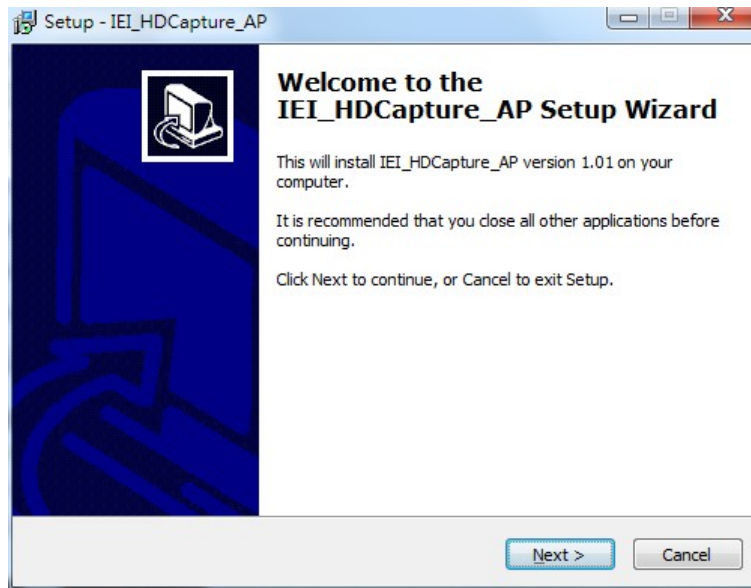 Setup - IEI_HDCapture_AP
Welcome to the
IEI_HDCapture_AP Setup Wizard
This will install IEI_HDCapture_AP version 1.01 on your
computer.
It is recommended that you close all other applications before
continuing.
Click Next to continue, or Cancel to exit Setup.
Next >
Cancel